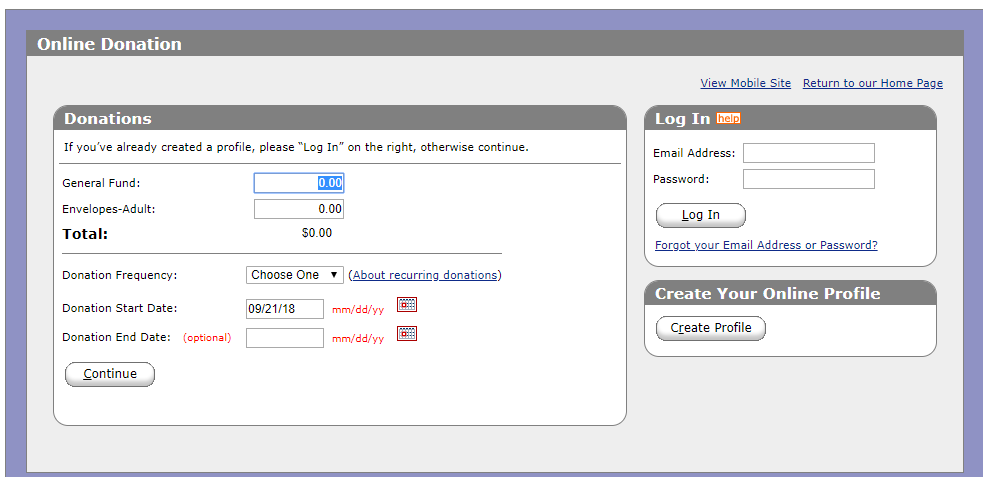 Online Donation
View Mobile Site Return to our Home Page
Donations
If you've already created a profile, please “Log In” on the right, otherwise continue.
General Fund: 0.00
Envelopes-Adult: 0.00
Total: $0.00
Donation Frequency: Choose One ▼ (About recurring donations)
Donation Start Date: 09/21/18 mm/dd/yy
Donation End Date: (optional) mm/dd/yy
Continue
Log In help
Email Address:
Password:
Log In
Forgot your Email Address or Password?
Create Your Online Profile
Create Profile